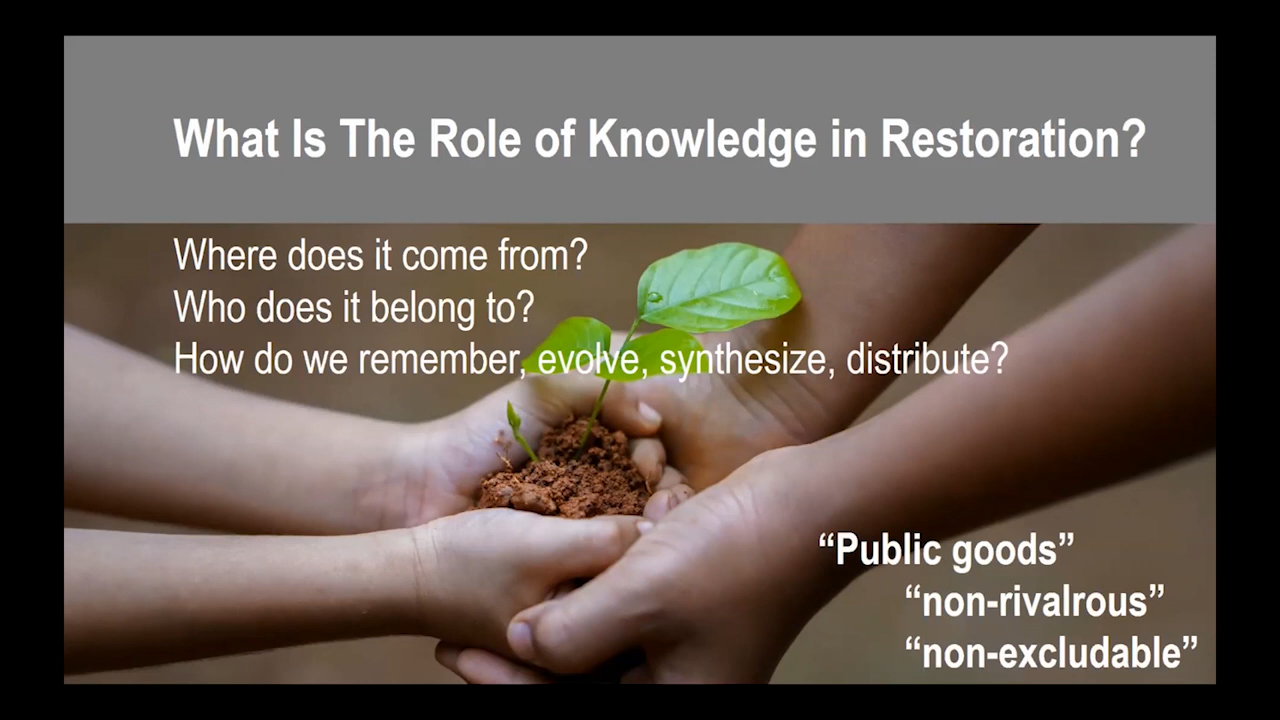 What Is The Role of Knowledge in Restoration?
Where does it come from?
Who does it belong to?
How do we remember, evolve, synthesize, distribute?
“Public goods”
“non-rivalrous”
“non-excludable”